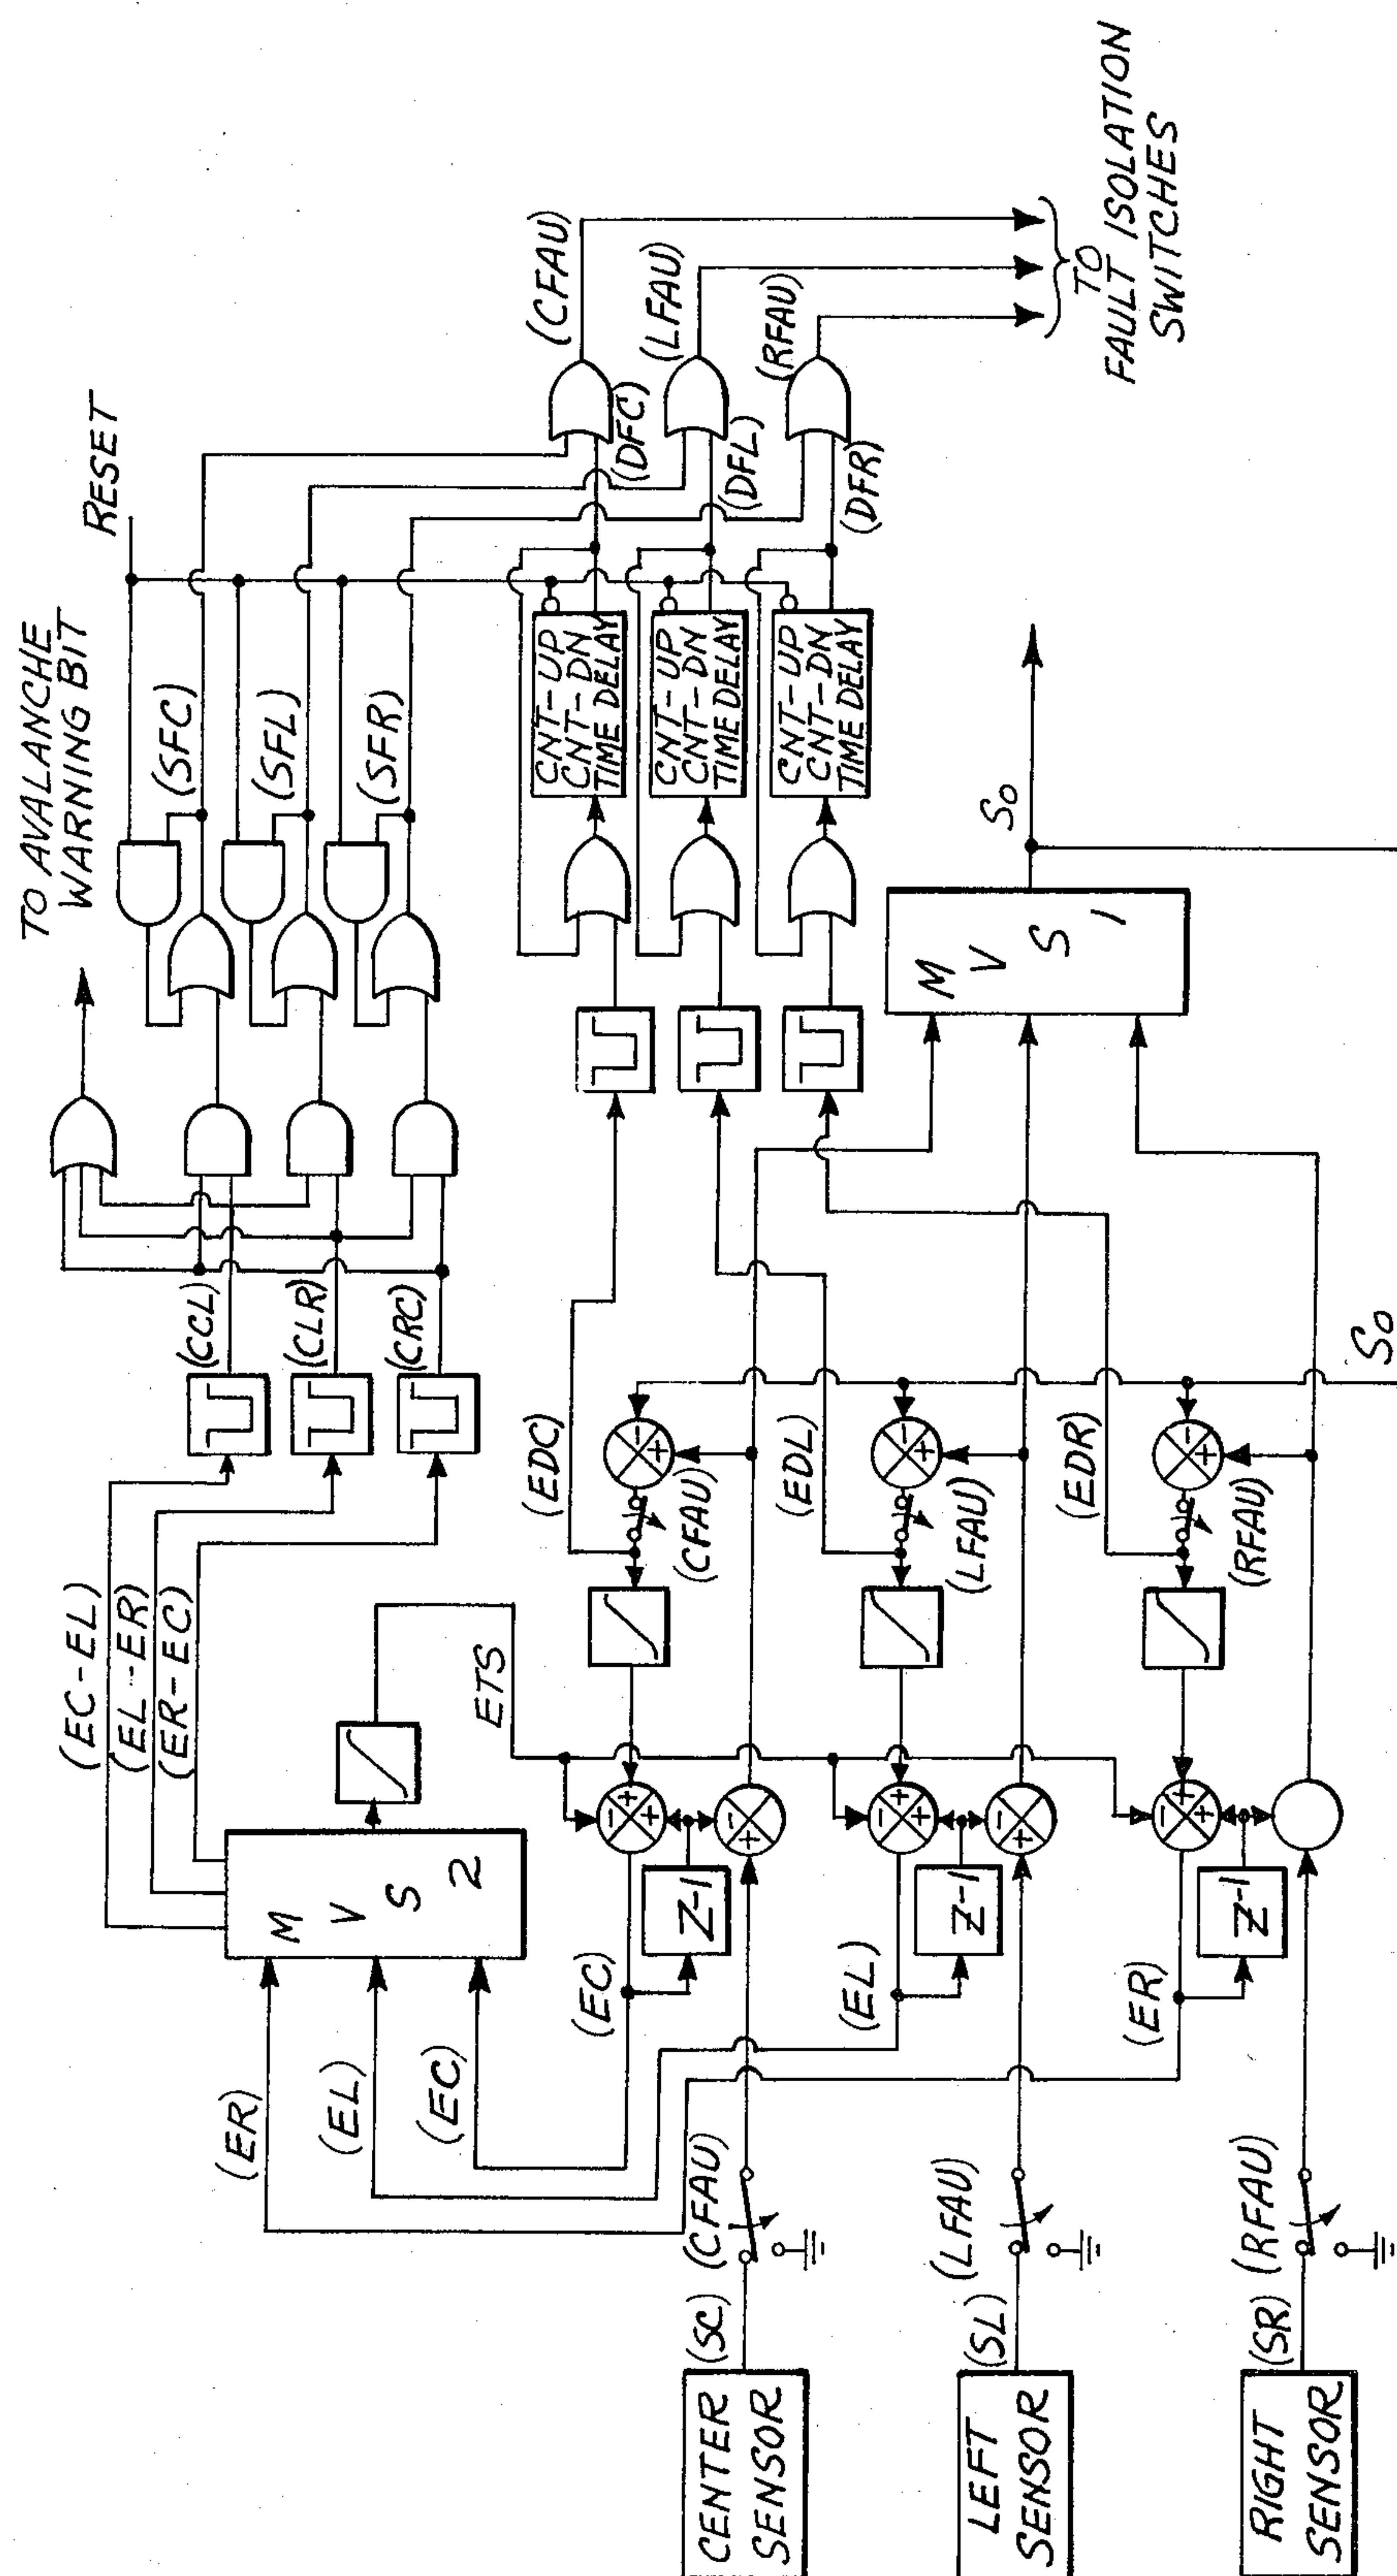 TO AVALANCHE
WARNING BIT
RESET
(SFC)
(SFL)
(SFR)
(CCL)
(CLR)
(CRC)
(EC-EL)
(EL-ER)
(ER-EC)
M
V
S
2
(ER)
(EL)
(EC)
ETS
(EC)
Z-1
(EDC)
(CFAU)
CNT-UP
CNT-DN
TIME DELAY
(DFC)
(CFAU)
CENTER
SENSOR
(SC)
(CFAU)
(EL)
Z-1
(EDL)
(LFAU)
CNT-UP
CNT-DN
TIME DELAY
(DFL)
(LFAU)
LEFT
SENSOR
(SL)
(LFAU)
(ER)
Z-1
(EDR)
(RFAU)
CNT-UP
CNT-DN
TIME DELAY
(DFR)
(RFAU)
RIGHT
SENSOR
(SR)
(RFAU)
M
V
S
1
So
So
TO
FAULT ISOLATION
SWITCHES